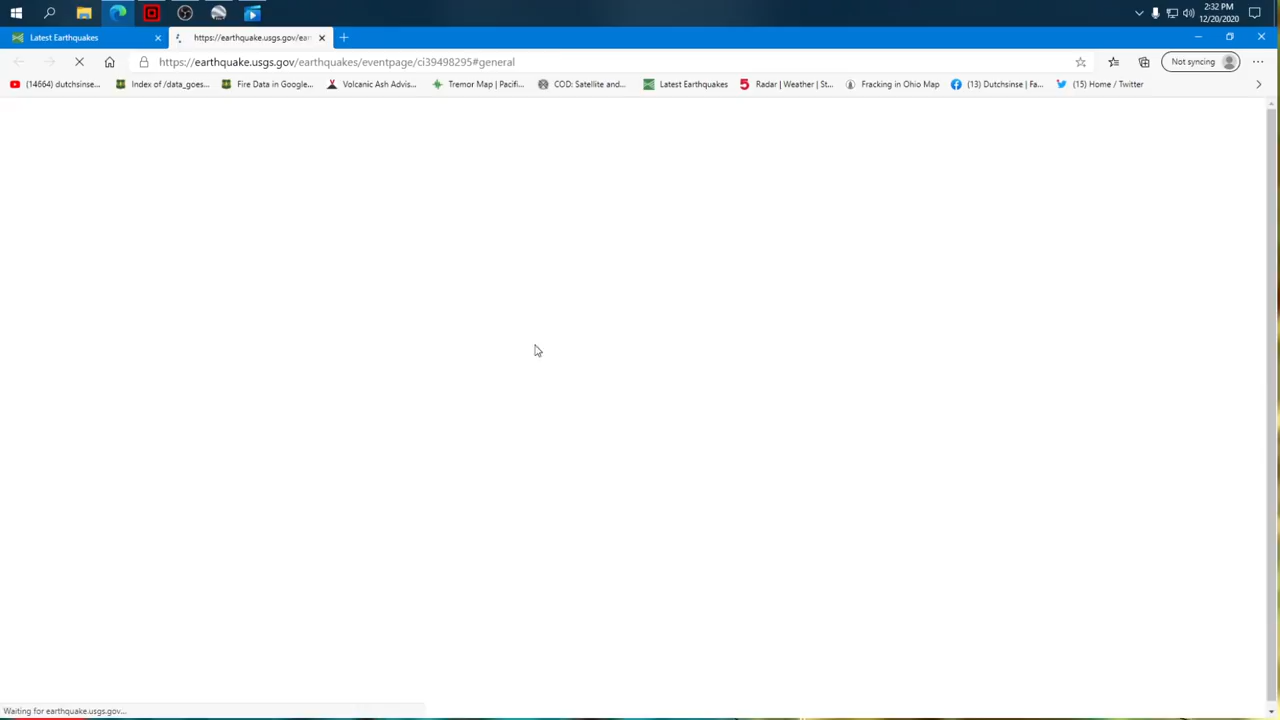 2:32 PM
12/20/2020
Latest Earthquakes
https://earthquake.usgs.gov/ear
https://earthquake.usgs.gov/earthquakes/eventpage/ci39498295#general
Not syncing
(14664) dutchsinse...
Index of /data_goes...
Fire Data in Google...
Volcanic Ash Advis...
Tremor Map | Pacifi...
COD: Satellite and...
Latest Earthquakes
Radar | Weather | St...
Fracking in Ohio Map
(13) Dutchsinse | Fa...
(15) Home / Twitter
Waiting for earthquake.usgs.gov...